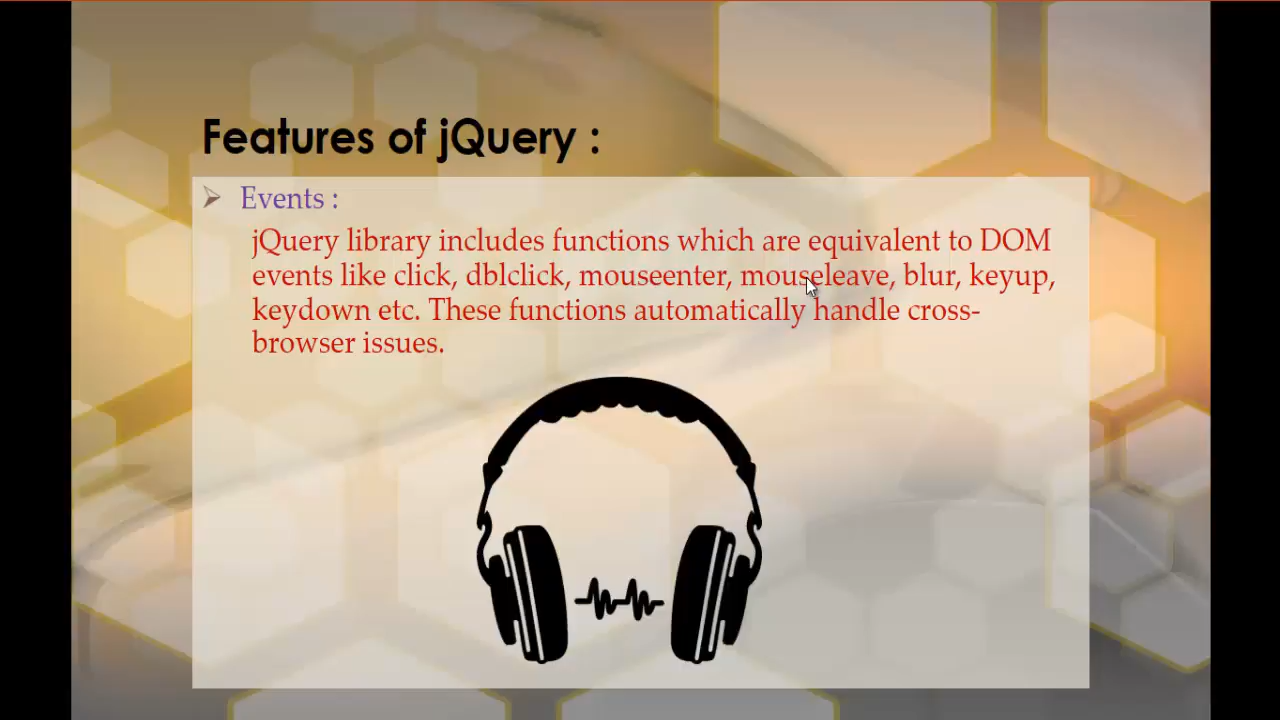 Features of jQuery :
Events :
jQuery library includes functions which are equivalent to DOM
events like click, dblclick, mouseenter, mouseleave, blur, keyup,
keydown etc. These functions automatically handle cross-
browser issues.